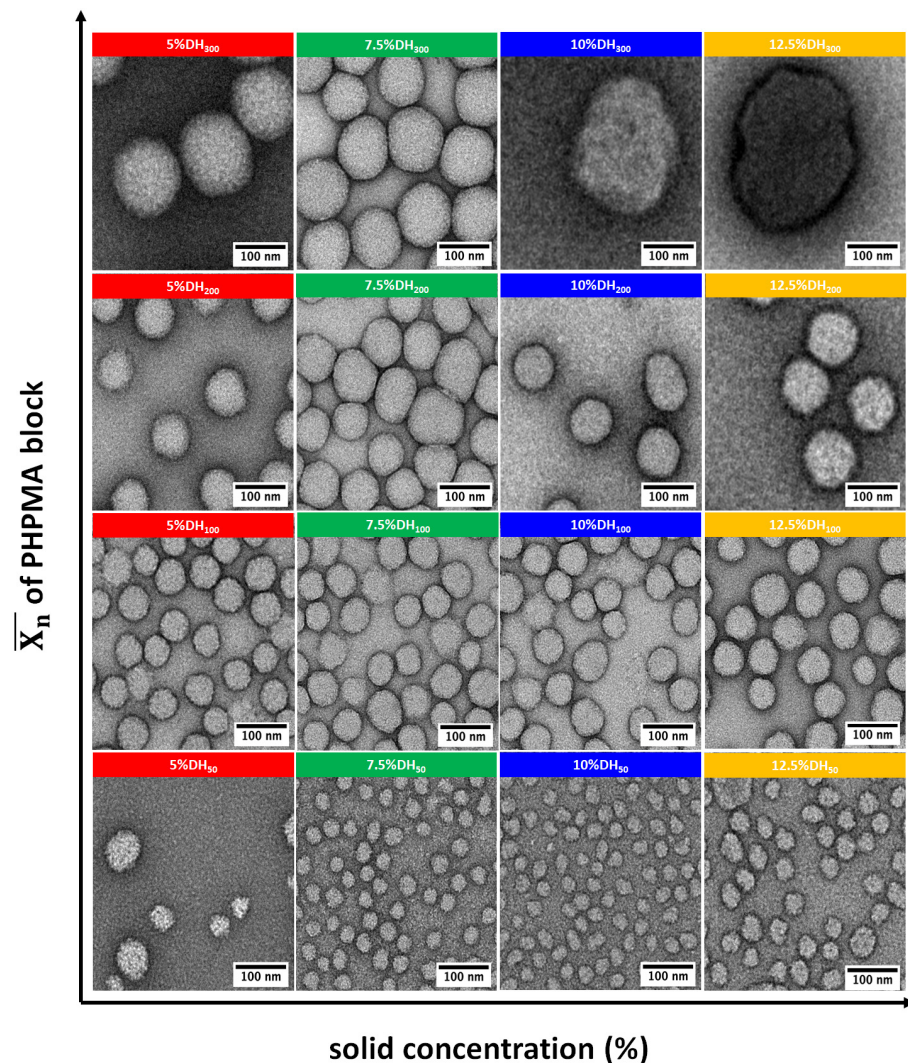 5%DH₃₀₀ 7.5%DH₃₀₀ 10%DH₃₀₀ 12.5%DH₃₀₀
100 nm 100 nm 100 nm 100 nm
5%DH₂₀₀ 7.5%DH₂₀₀ 10%DH₂₀₀ 12.5%DH₂₀₀
100 nm 100 nm 100 nm 100 nm
5%DH₁₀₀ 7.5%DH₁₀₀ 10%DH₁₀₀ 12.5%DH₁₀₀
100 nm 100 nm 100 nm 100 nm
5%DH₅₀ 7.5%DH₅₀ 10%DH₅₀ 12.5%DH₅₀
100 nm 100 nm 100 nm 100 nm
X̅ₙ of PHPMA block
solid concentration (%)